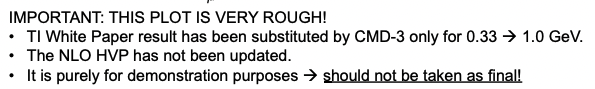 IMPORTANT: THIS PLOT IS VERY ROUGH!
• TI White Paper result has been substituted by CMD-3 only for 0.33 → 1.0 GeV.
• The NLO HVP has not been updated.
• It is purely for demonstration purposes → should not be taken as final!